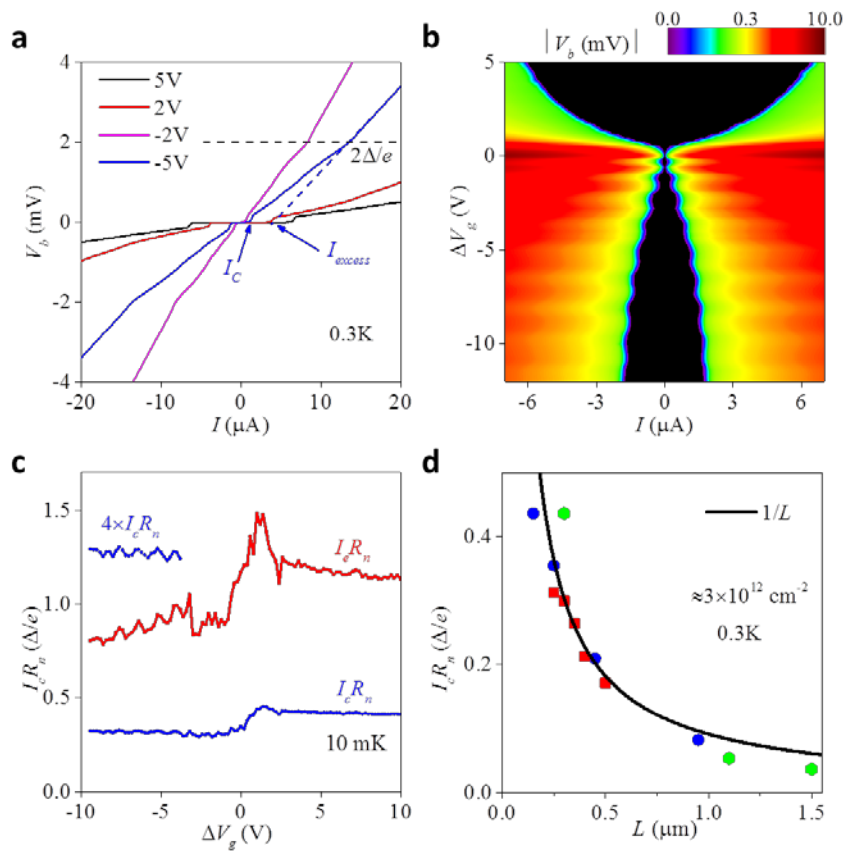 a
4
2
0
-2
-4
V_b (mV)
5V
2V
-2V
-5V
2Δ/e
I_C
I_excess
0.3K
-20
-10
0
10
20
I (μA)
b
| V_b (mV) |
0.0
0.3
10.0
5
0
-5
-10
ΔV_g (V)
-6
-3
0
3
6
I (μA)
c
1.5
1.0
0.5
0.0
I_cR_n (Δ/e)
4×I_cR_n
I_eR_n
I_cR_n
10 mK
-10
-5
0
5
10
ΔV_g (V)
d
0.4
0.2
0.0
I_cR_n (Δ/e)
1/L
≈3×10¹² cm⁻²
0.3K
0.0
0.5
1.0
1.5
L (μm)